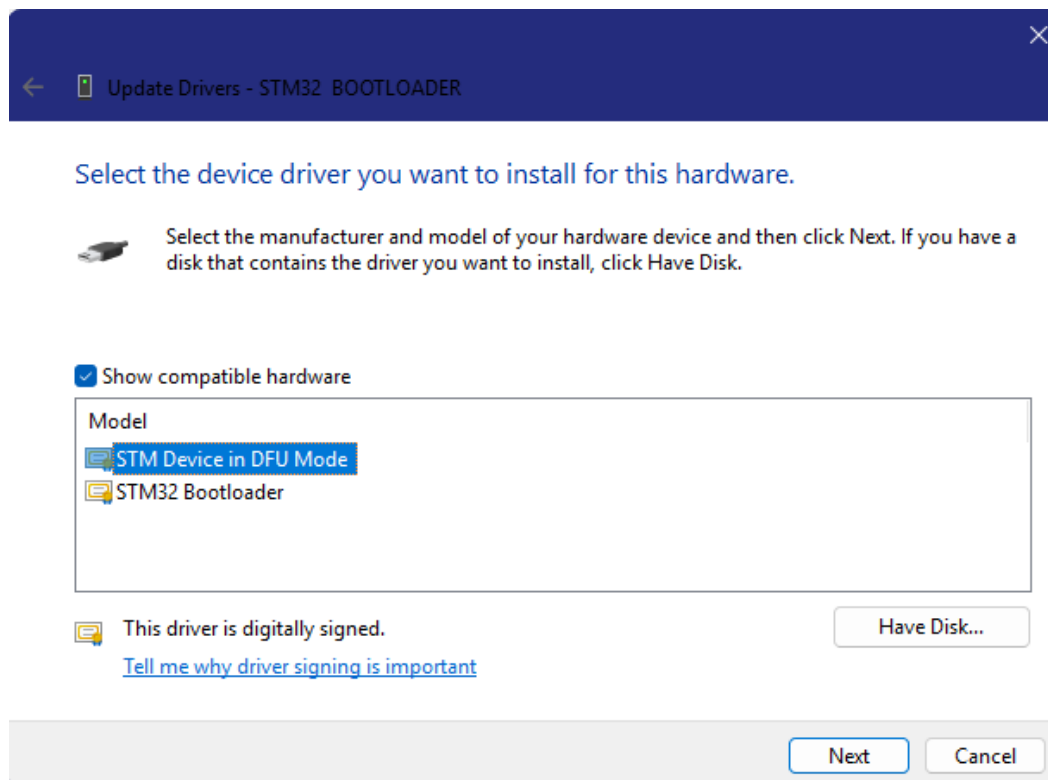 Update Drivers - STM32  BOOTLOADER
Select the device driver you want to install for this hardware.
Select the manufacturer and model of your hardware device and then click Next. If you have a
disk that contains the driver you want to install, click Have Disk.
Show compatible hardware
Model
STM Device in DFU Mode
STM32 Bootloader
This driver is digitally signed.
Have Disk...
Tell me why driver signing is important
Next
Cancel